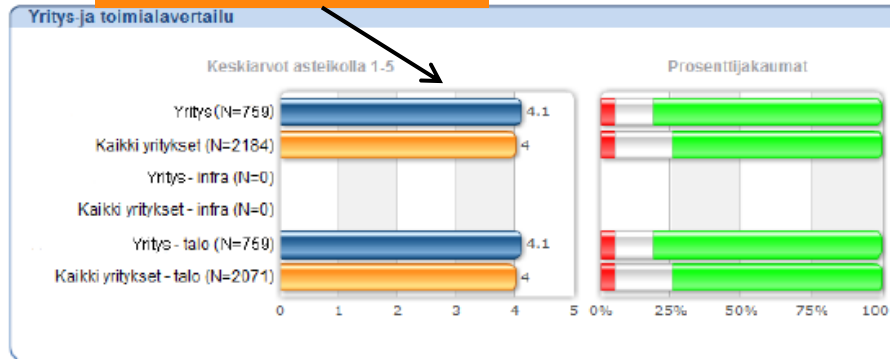 Yritys-ja toimialavertailu
Keskiarvot asteikolla 1-5
Prosenttijakaumat
Yritys (N=759)
4.1
Kaikki yritykset (N=2184)
4
Yritys - infra (N=0)
Kaikki yritykset - infra (N=0)
Yritys - talo (N=759)
4.1
Kaikki yritykset - talo (N=2071)
4
0 1 2 3 4 5 0% 25% 50% 75% 100